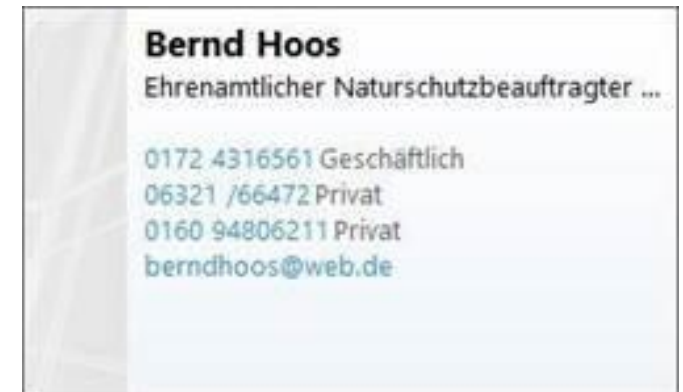 Bernd Hoos
Ehrenamtlicher Naturschutzbeauftragter ...
0172 4316561 Geschäftlich
06321 /66472 Privat
0160 94806211 Privat
berndhoos@web.de